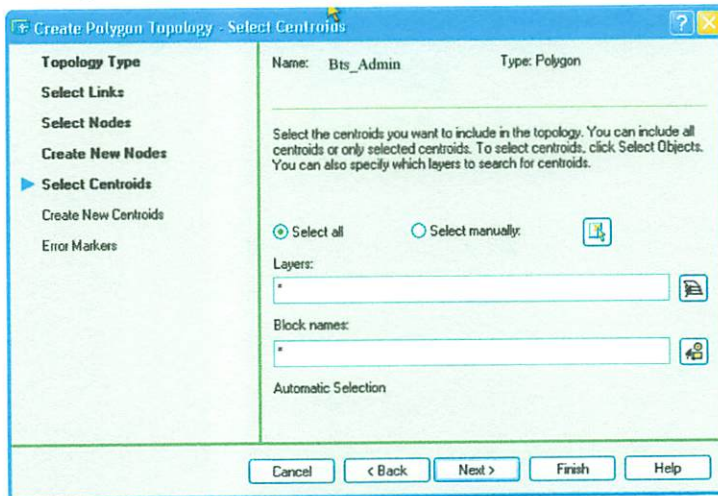 Create Polygon Topology - Select Centroids
Topology Type
Select Links
Select Nodes
Create New Nodes
Select Centroids
Create New Centroids
Error Markers
Name: Bts_Admin Type: Polygon
Select the centroids you want to include in the topology. You can include all
centroids or only selected centroids. To select centroids, click Select Objects.
You can also specify which layers to search for centroids.
Select all Select manually:
Layers:
*
Block names:
*
Automatic Selection
Cancel < Back Next > Finish Help